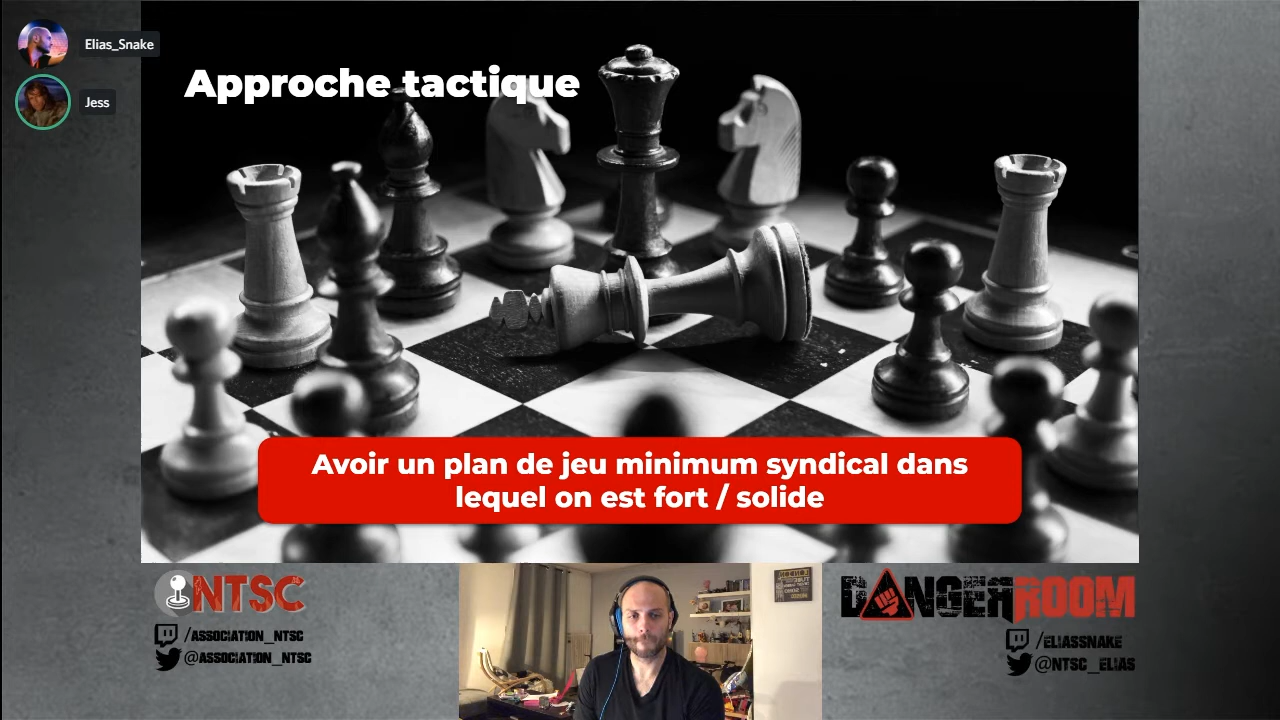 Elias_Snake
Jess
Approche tactique
Avoir un plan de jeu minimum syndical dans
lequel on est fort / solide
NTSC
/ASSOCIATION_NTSC
@ASSOCIATION_NTSC
DANGERROOM
/ELIASSNAKE
@NTSC_ELIAS